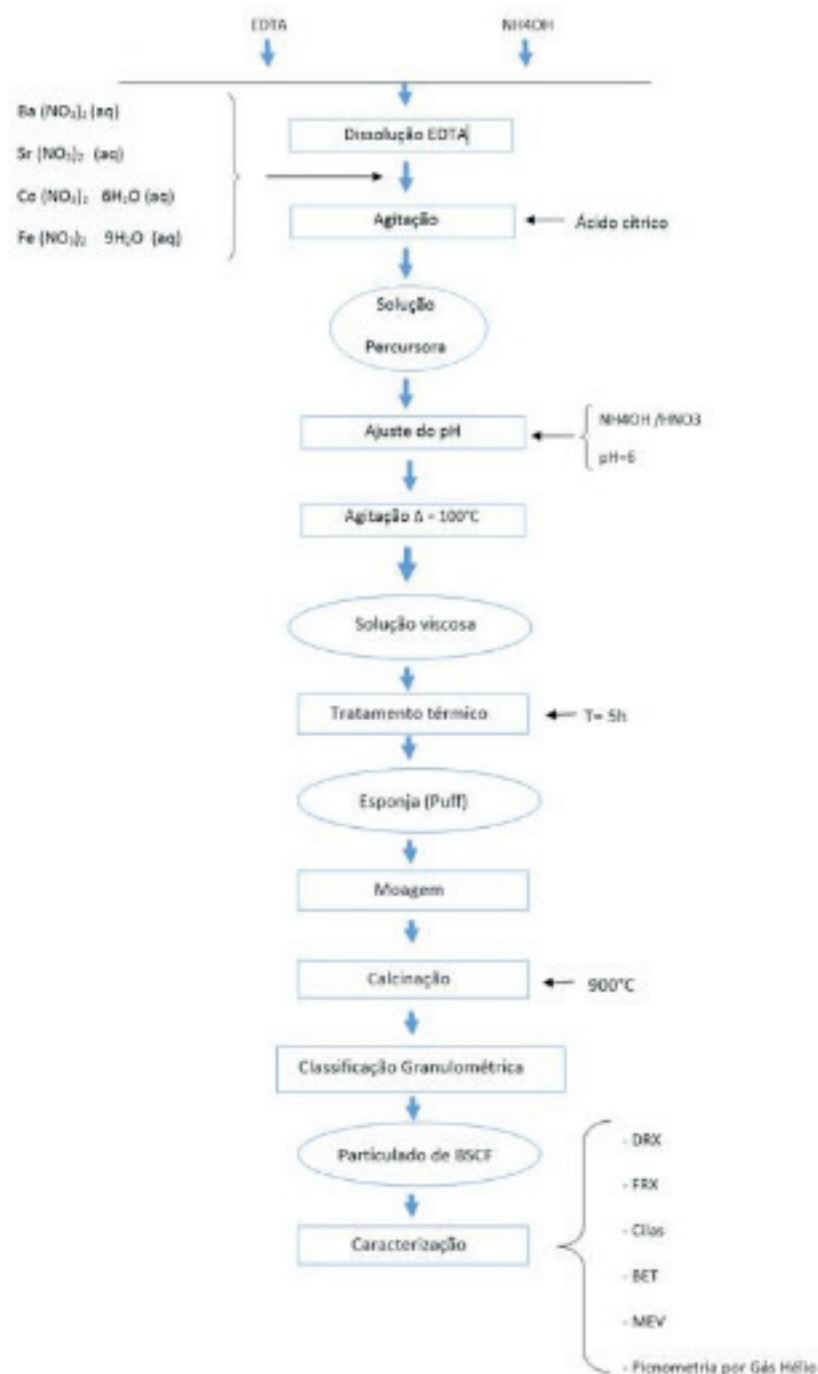 EDTA
NH4OH
Ba (NO₃)₂ (aq)
Sr (NO₃)₂ (aq)
Co (NO₃)₂ 6H₂O (aq)
Fe (NO₃)₂ 9H₂O (aq)
Dissolução EDTA
Agitação
Ácido cítrico
Solução
Percursora
Ajuste do pH
NH4OH /HNO3
pH=6
Agitação Δ - 100°C
Solução viscosa
Tratamento térmico
T= 5h
Esponja (Puff)
Moagem
Calcinação
900°C
Classificação Granulométrica
Particulado de BSCF
Caracterização
- DRX
- FRX
- Cilas
- BET
- MEV
- Picnometria por Gás Hélio